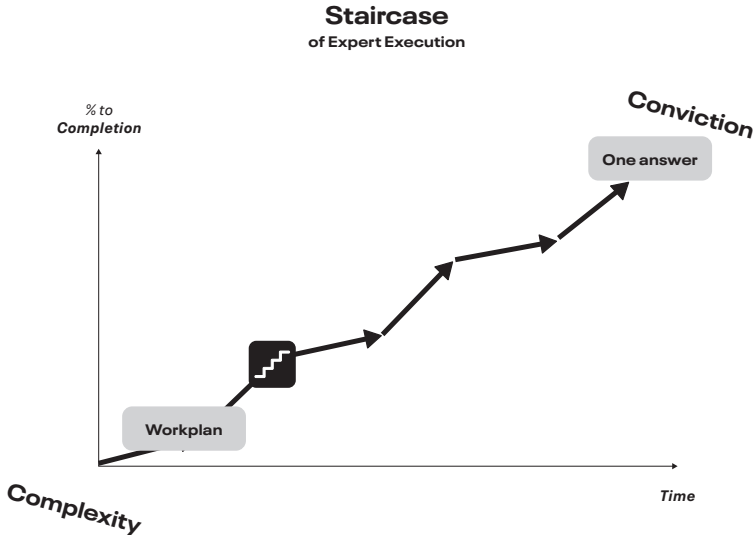 Staircase
of Expert Execution
% to
Completion
Conviction
One answer
Workplan
Time
Complexity